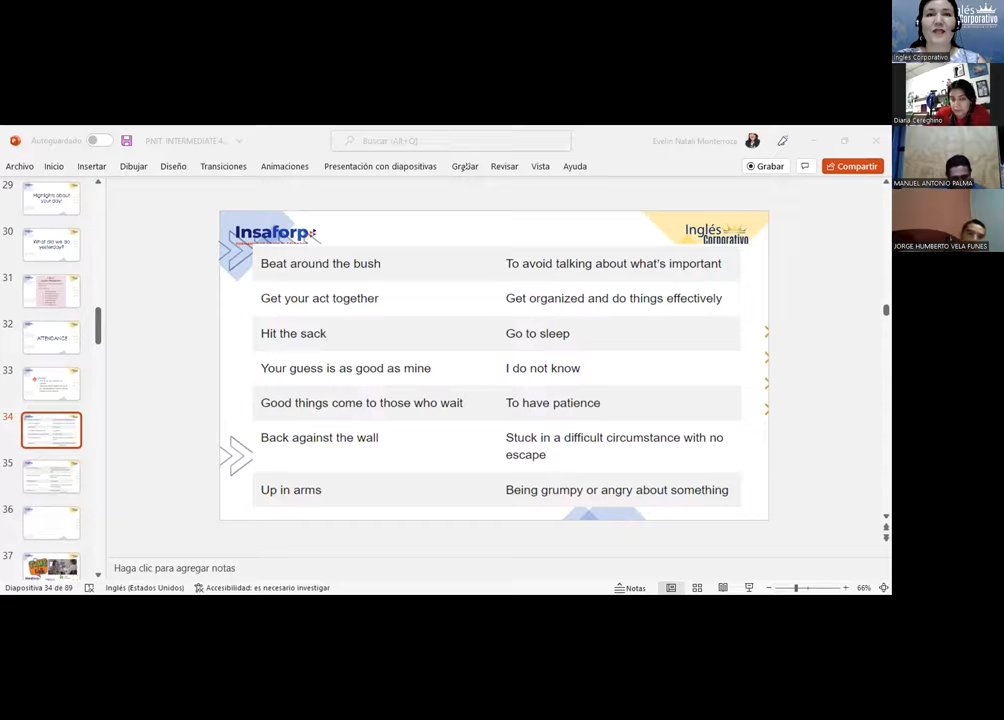 Inglés
Corporativo
Ingles Corporativo
Diana Cereghino
MANUEL ANTONIO PALMA
JORGE HUMBERTO VELA FUNES
Autoguardado
PNIT. INTERMEDIATE 4...
Buscar (Alt+Q)
Evelin Natali Monterrosa
Archivo Inicio Insertar Dibujar Diseño Transiciones Animaciones Presentación con diapositivas Grabar Revisar Vista Ayuda
Grabar
Compartir
29
Highlights about
your day!
30
What did we do
yesterday?
31
32
ATTENDANCE
33
34
35
36
37
Insaforp
Inglés
Corporativo
Beat around the bush To avoid talking about what's important
Get your act together Get organized and do things effectively
Hit the sack Go to sleep
Your guess is as good as mine I do not know
Good things come to those who wait To have patience
Back against the wall Stuck in a difficult circumstance with no
escape
Up in arms Being grumpy or angry about something
Haga clic para agregar notas
Diapositiva 34 de 89 Inglés (Estados Unidos) Accesibilidad: es necesario investigar
Notas
66%